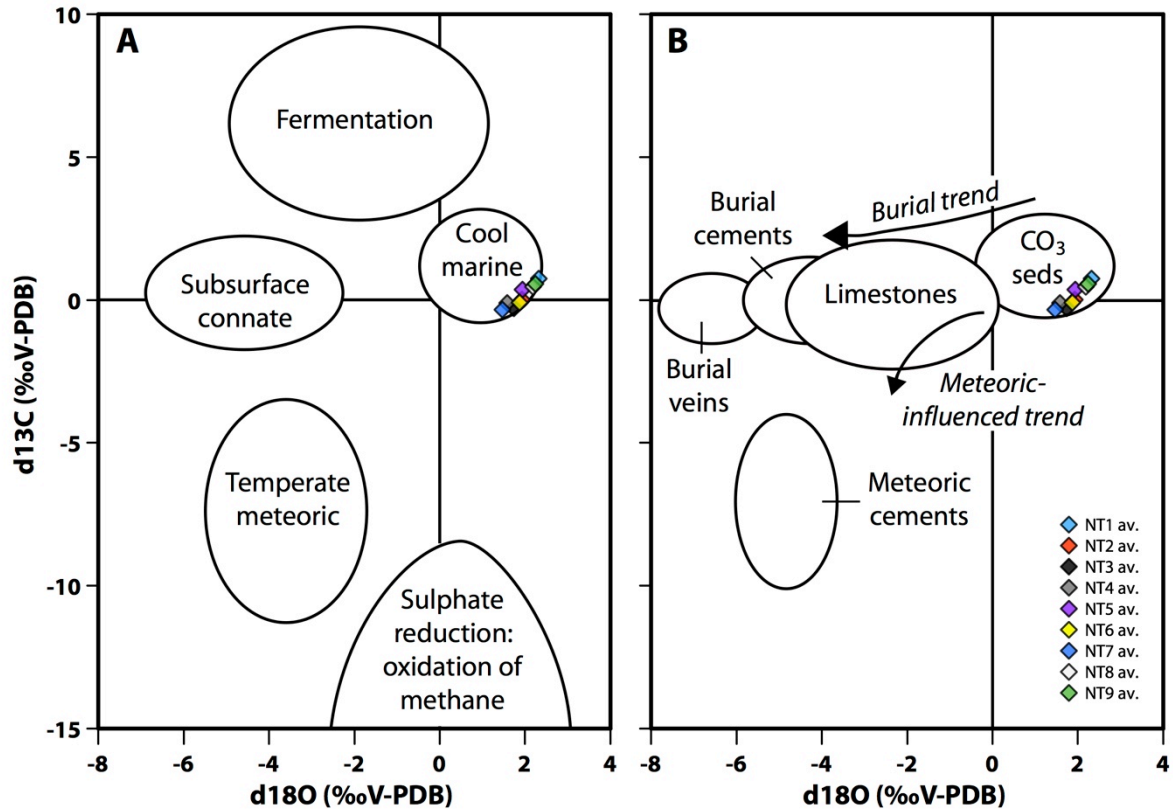 A
B
Fermentation
Cool
marine
Subsurface
connate
Temperate
meteoric
Sulphate
reduction:
oxidation of
methane
10
5
0
-5
-10
-15
d13C (‰V-PDB)
-8
-6
-4
-2
0
2
4
d18O (‰V-PDB)
Burial trend
Burial
cements
CO₃
seds
Limestones
Burial
veins
Meteoric-
influenced trend
Meteoric
cements
NT1 av.
NT2 av.
NT3 av.
NT4 av.
NT5 av.
NT6 av.
NT7 av.
NT8 av.
NT9 av.
-8
-6
-4
-2
0
2
4
d18O (‰V-PDB)